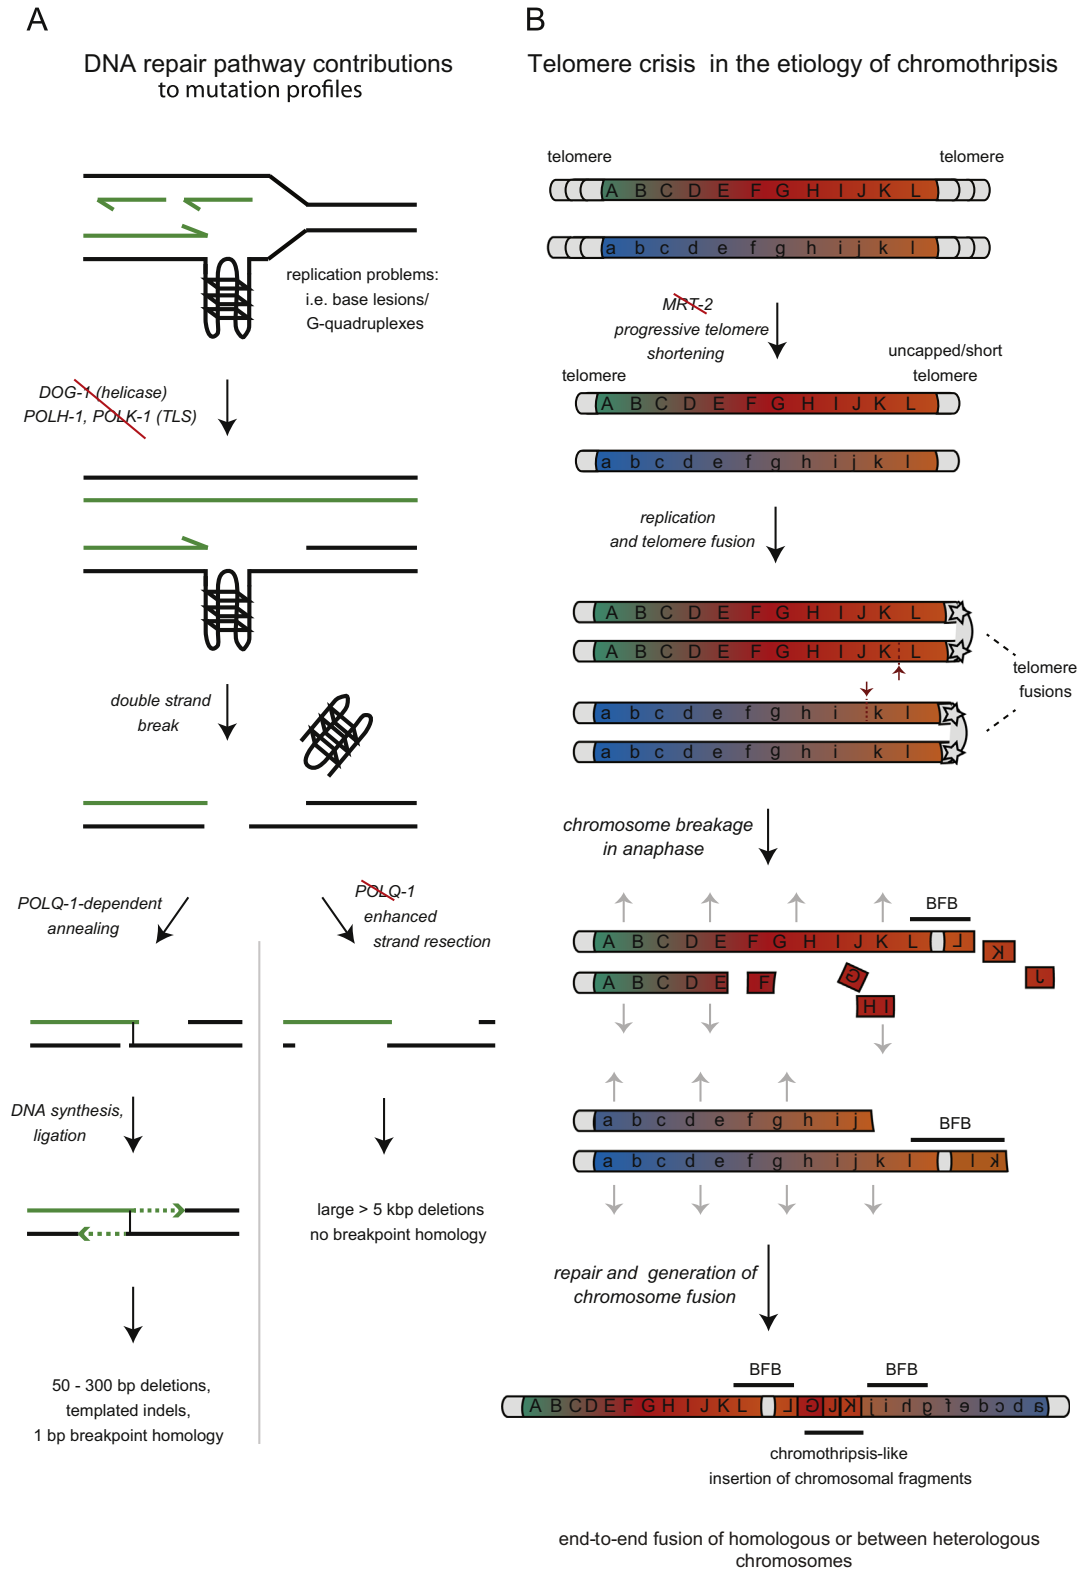 A
DNA repair pathway contributions
to mutation profiles
replication problems:
i.e. base lesions/
G-quadruplexes
DOG-1 (helicase)
POLH-1, POLK-1 (TLS)
double strand
break
POLQ-1-dependent
annealing
POLQ-1
enhanced
strand resection
DNA synthesis,
ligation
large > 5 kbp deletions
no breakpoint homology
50 - 300 bp deletions,
templated indels,
1 bp breakpoint homology
B
Telomere crisis in the etiology of chromothripsis
telomere telomere
A B C D E F G H I J K L
a b c d e f g h i j k l
MRT-2
progressive telomere
shortening
uncapped/short
telomere telomere
A B C D E F G H I J K L
a b c d e f g h i j k l
replication
and telomere fusion
A B C D E F G H I J K L
A B C D E F G H I J K L
telomere
fusions
a b c d e f g h i k l
a b c d e f g h i k l
chromosome breakage
in anaphase
BFB
A B C D E F G H I J K L L K
J
A B C D E F G
H I
a b c d e f g h i j
BFB
a b c d e f g h i j k l l k
repair and generation of
chromosome fusion
BFB BFB
A B C D E F G H I J K L L G J K j i h g f e d c b a
chromothripsis-like
insertion of chromosomal fragments
end-to-end fusion of homologous or between heterologous
chromosomes